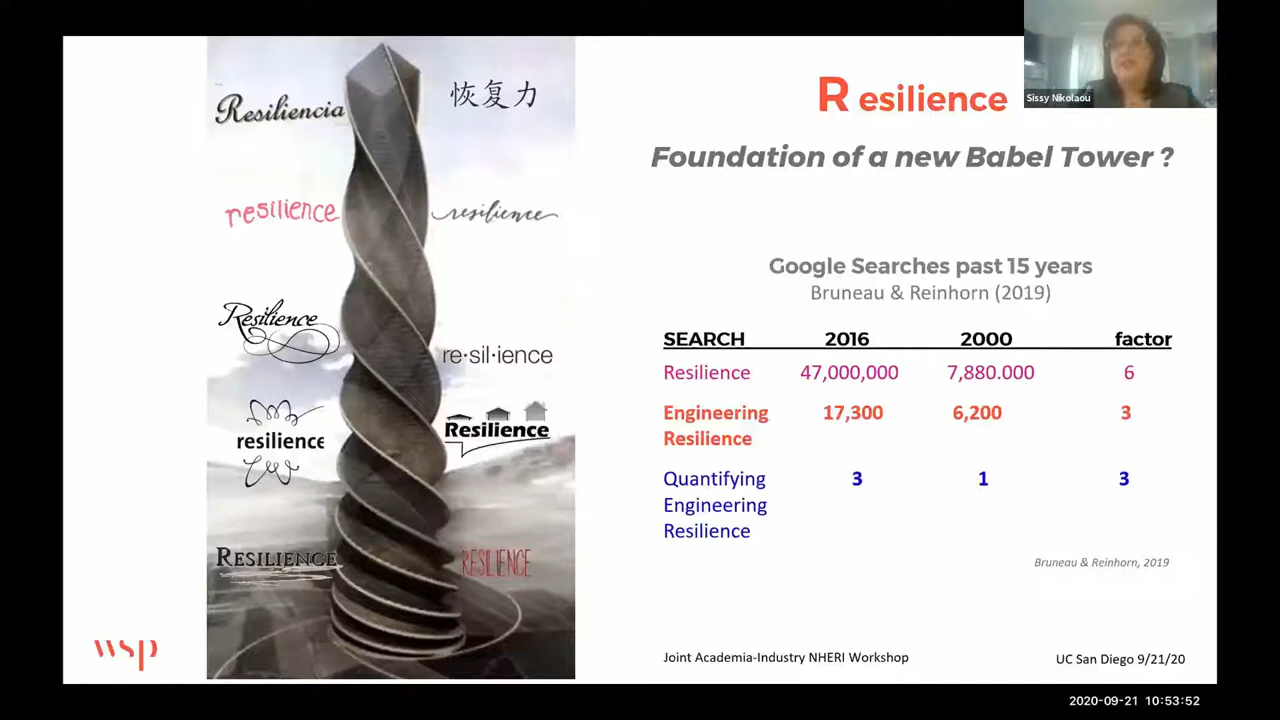 Resiliencia
恢复力
resilience
resilience
Resilience
re·sil·ience
resilience
Resilience
RESILIENCE
RESILIENCE
wsp
R esilience
Foundation of a new Babel Tower ?
Google Searches past 15 years
Bruneau & Reinhorn (2019)
SEARCH 2016 2000 factor
Resilience 47,000,000 7,880.000 6
Engineering 17,300 6,200 3
Resilience
Quantifying 3 1 3
Engineering
Resilience
Bruneau & Reinhorn, 2019
Joint Academia-Industry NHERI Workshop
UC San Diego 9/21/20
Sissy Nikolaou
2020-09-21 10:53:52